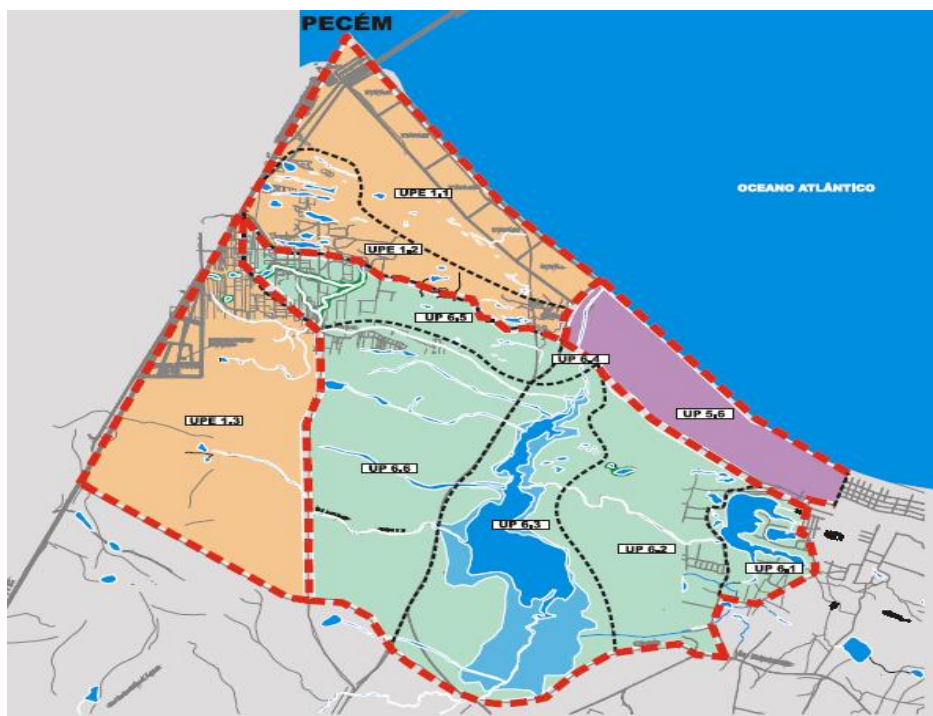 PECÉM
OCEANO ATLÂNTICO
UPE 1.1
UPE 1.2
UP 6.5
UP 6.4
UP 5.6
UPE 1.3
UP 6.6
UP 6.3
UP 6.2
UP 6.1